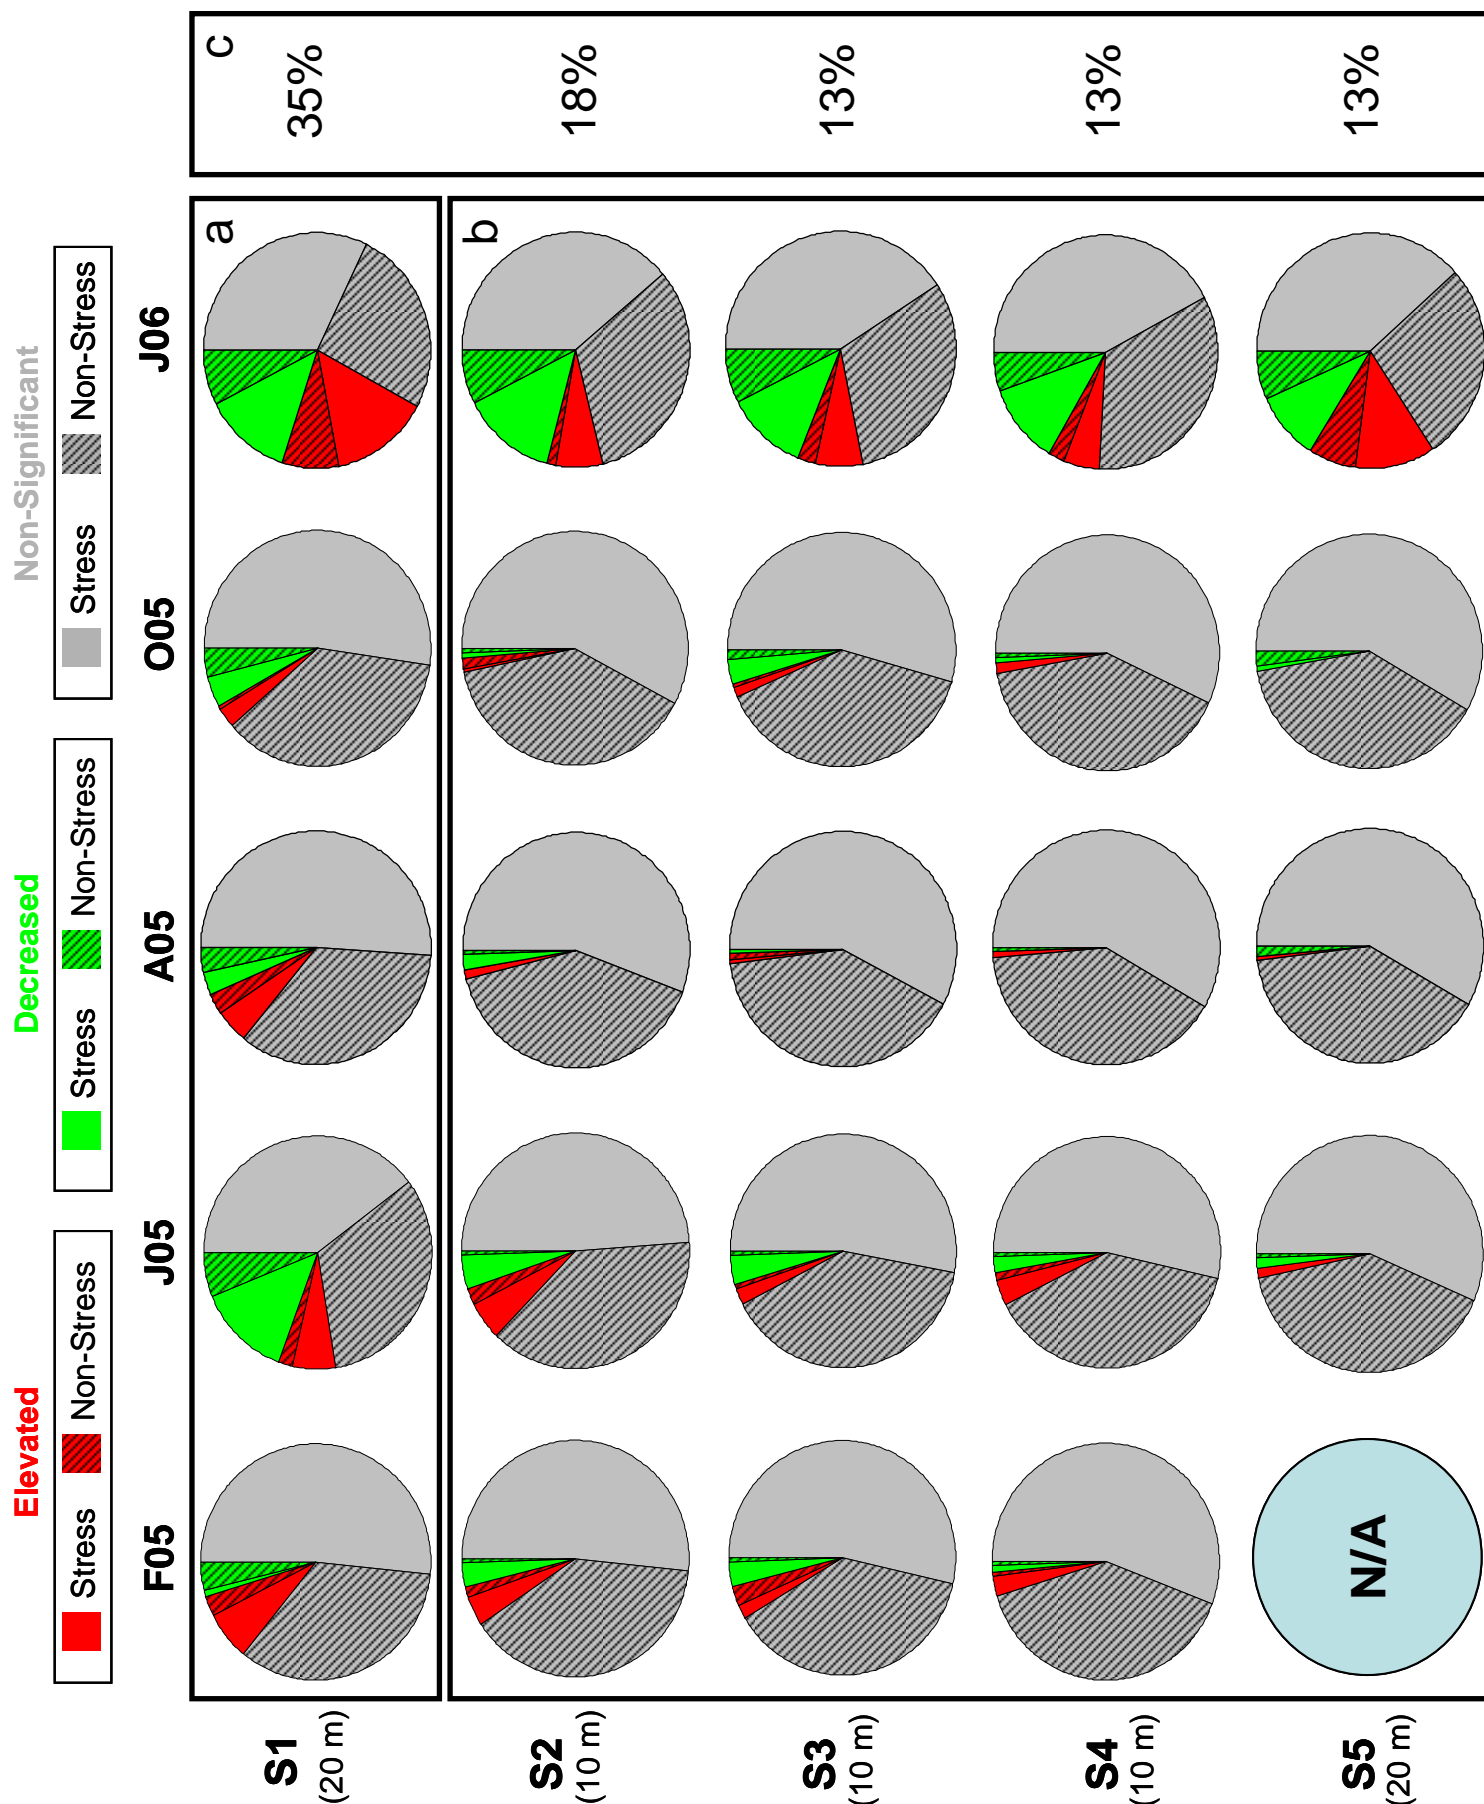 Elevated
Decreased
Non-Significant
Stress
Non-Stress
Stress
Non-Stress
Stress
Non-Stress
F05
J05
A05
O05
J06
a
c
S1
(20 m)
35%
b
S2
(10 m)
18%
S3
(10 m)
13%
S4
(10 m)
13%
S5
(20 m)
N/A
13%